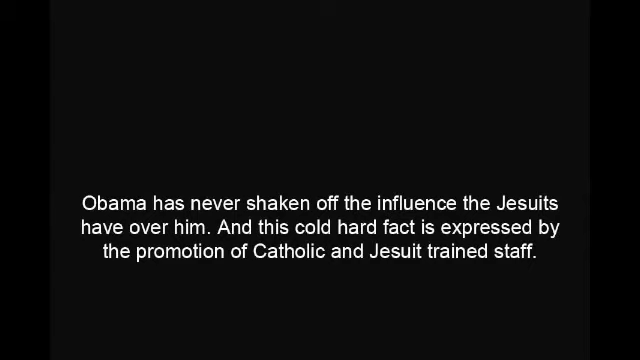 Obama has never shaken off the influence the Jesuits
have over him. And this cold hard fact is expressed by
the promotion of Catholic and Jesuit trained staff.